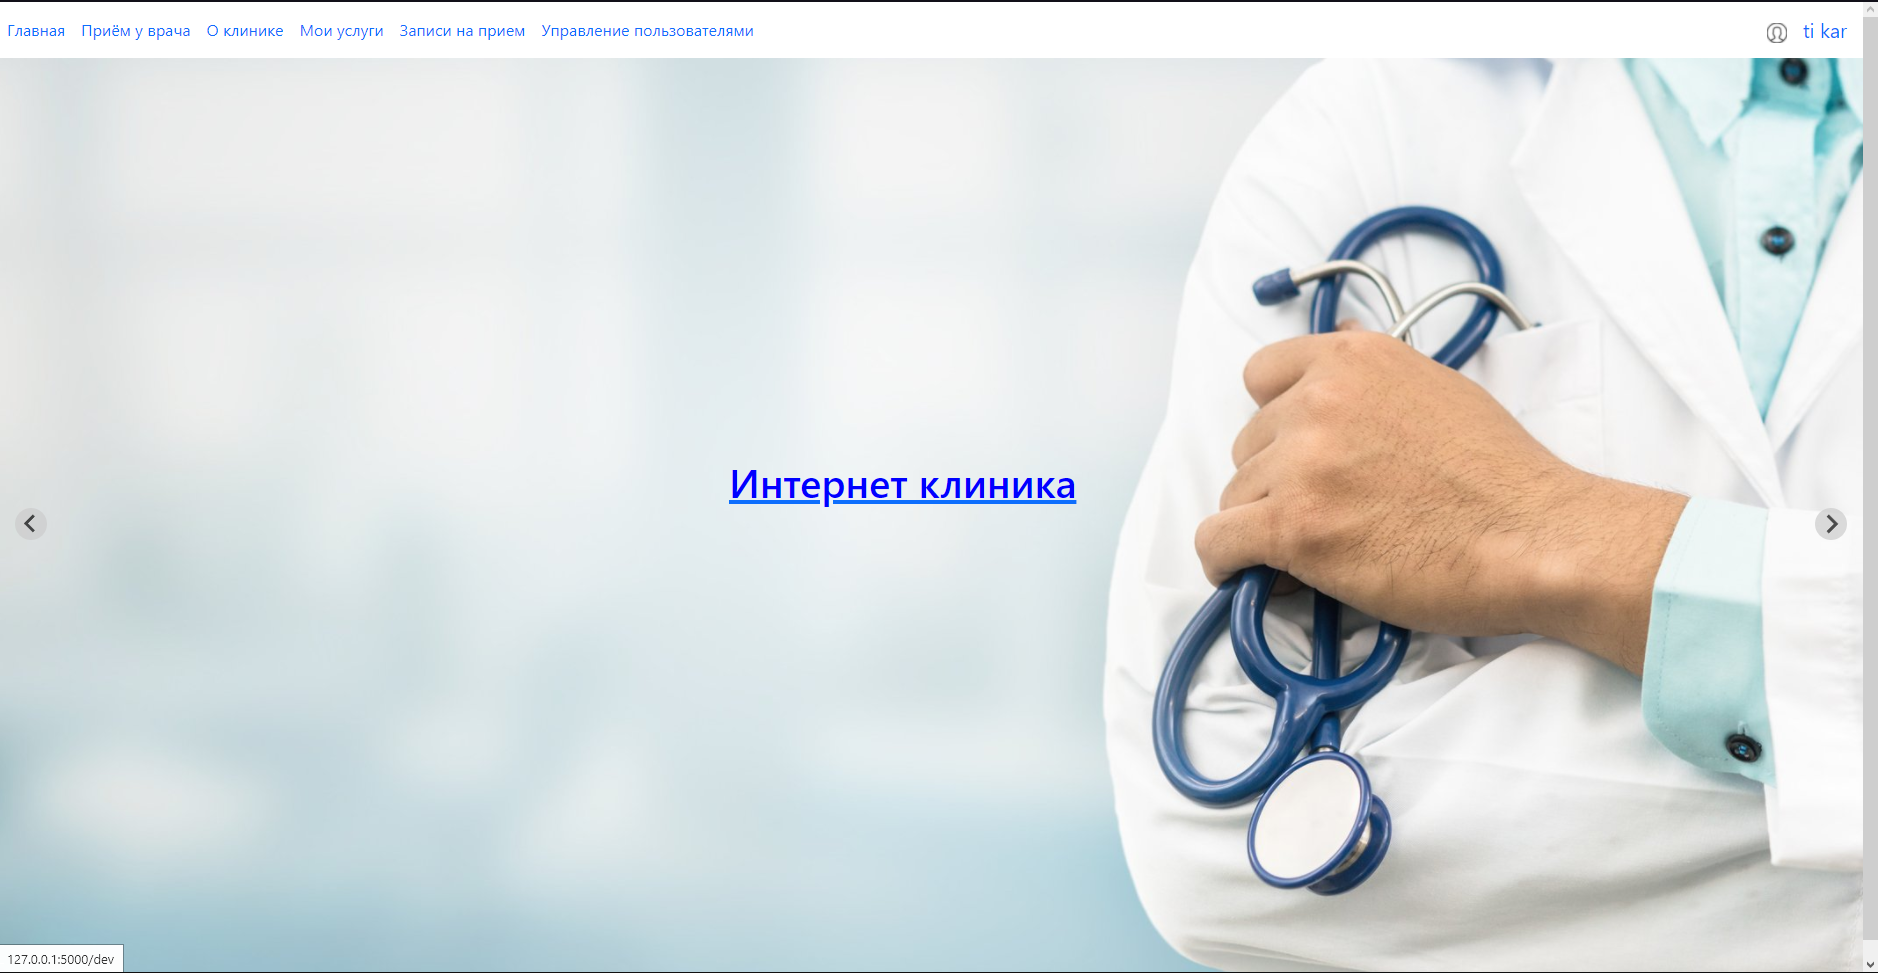 Главная Приём у врача О клинике Мои услуги Записи на прием Управление пользователями ti kar
Интернет клиника
127.0.0.1:5000/dev